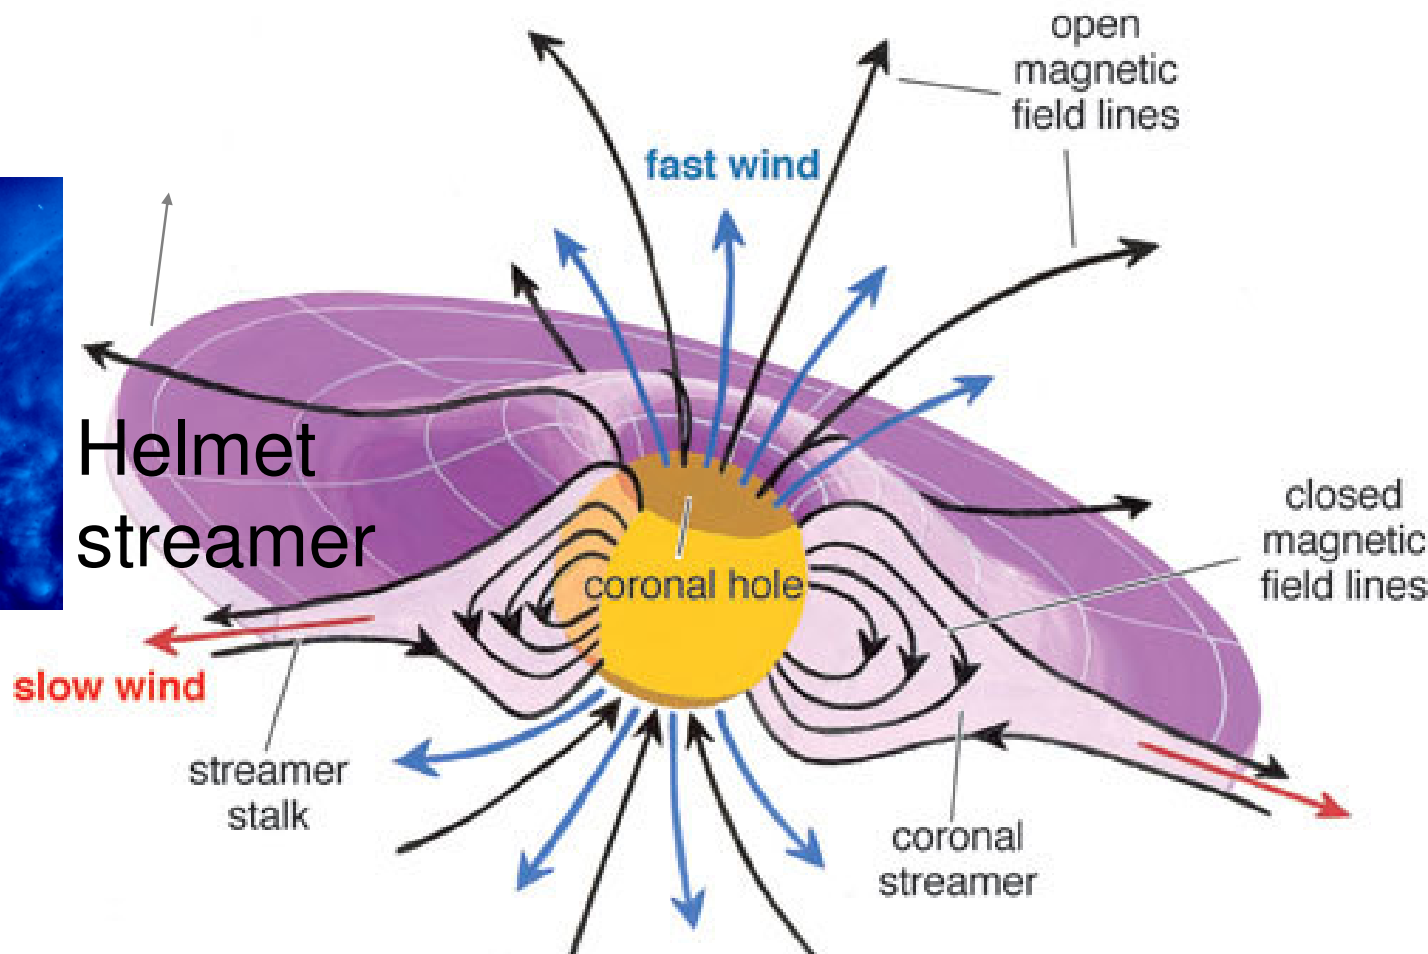 open
magnetic
field lines
fast wind
Helmet
streamer
closed
magnetic
field lines
coronal hole
slow wind
streamer
stalk
coronal
streamer